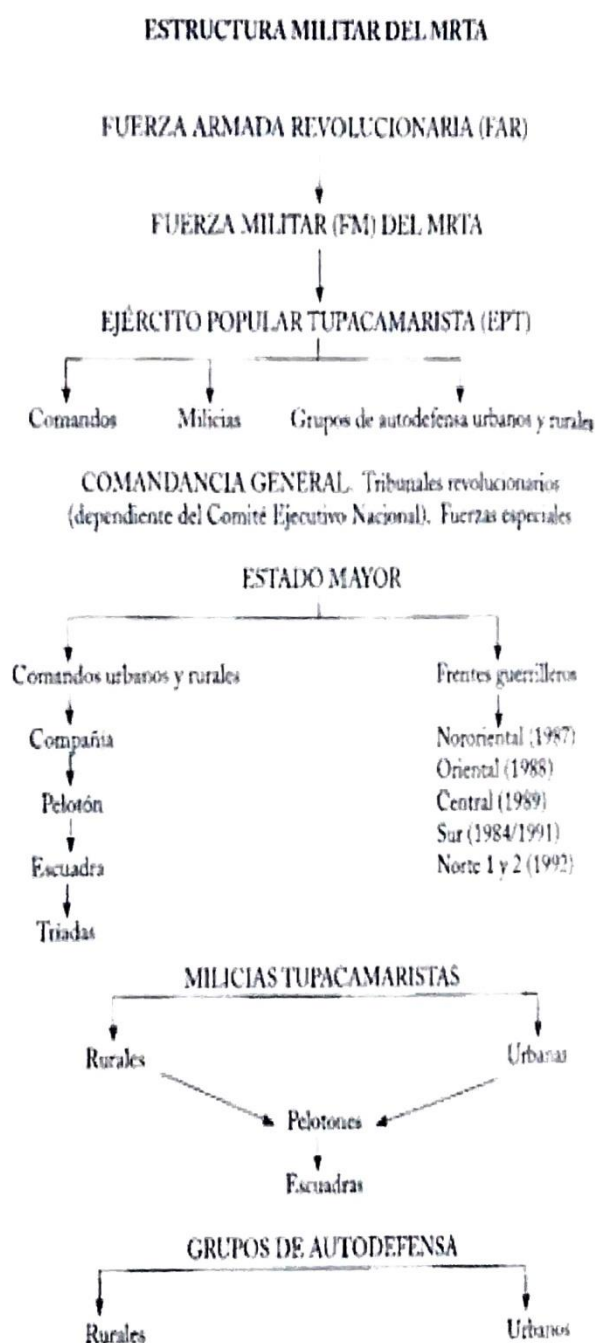 ESTRUCTURA MILITAR DEL MRTA
FUERZA ARMADA REVOLUCIONARIA (FAR)
FUERZA MILITAR (FM) DEL MRTA
EJÉRCITO POPULAR TUPACAMARISTA (EPT)
Comandos Milicias Grupos de autodefensa urbanos y rurales
COMANDANCIA GENERAL. Tribunales revolucionarios
(dependiente del Comité Ejecutivo Nacional). Fuerzas especiales
ESTADO MAYOR
Comandos urbanos y rurales Frentes guerrilleros
Compañía Nororiental (1987)
Oriental (1988)
Pelotón Central (1989)
Sur (1984/1991)
Escuadra Norte 1 y 2 (1992)
Triadas
MILICIAS TUPACAMARISTAS
Rurales Urbanas
Pelotones
Escuadras
GRUPOS DE AUTODEFENSA
Rurales Urbanos